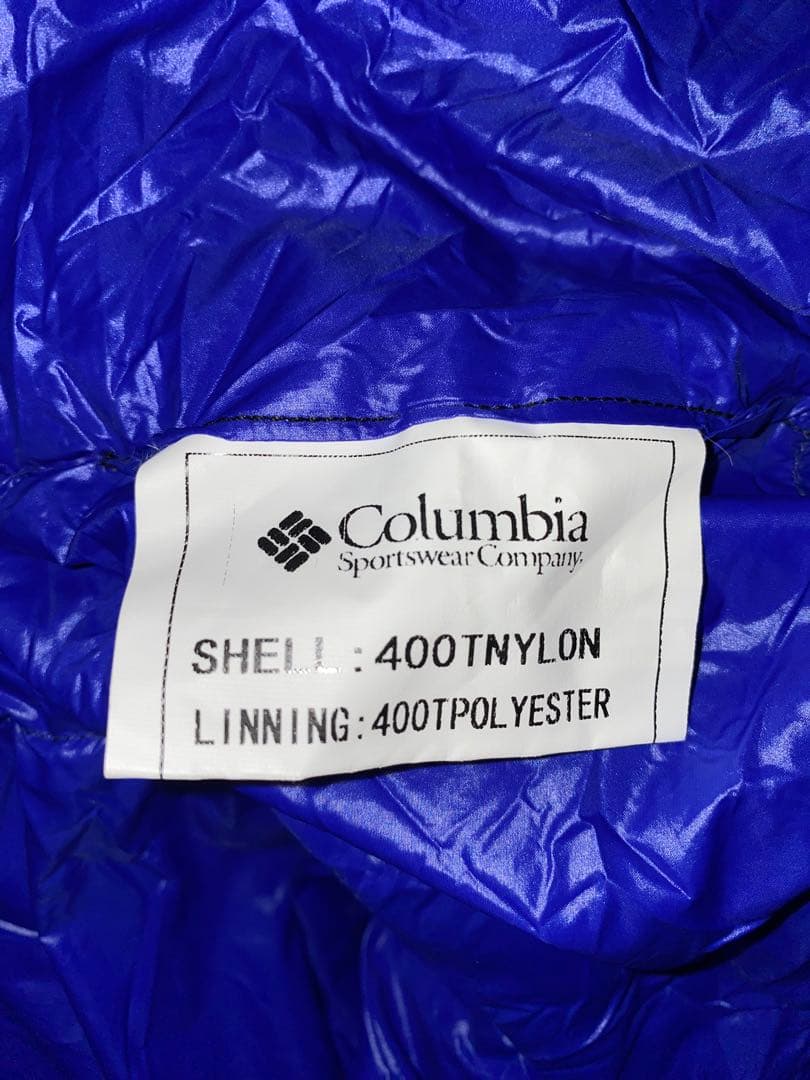 Columbia
Sportswear Company
SHELL: 400TNYLON
LINNING: 400TPOLYESTER